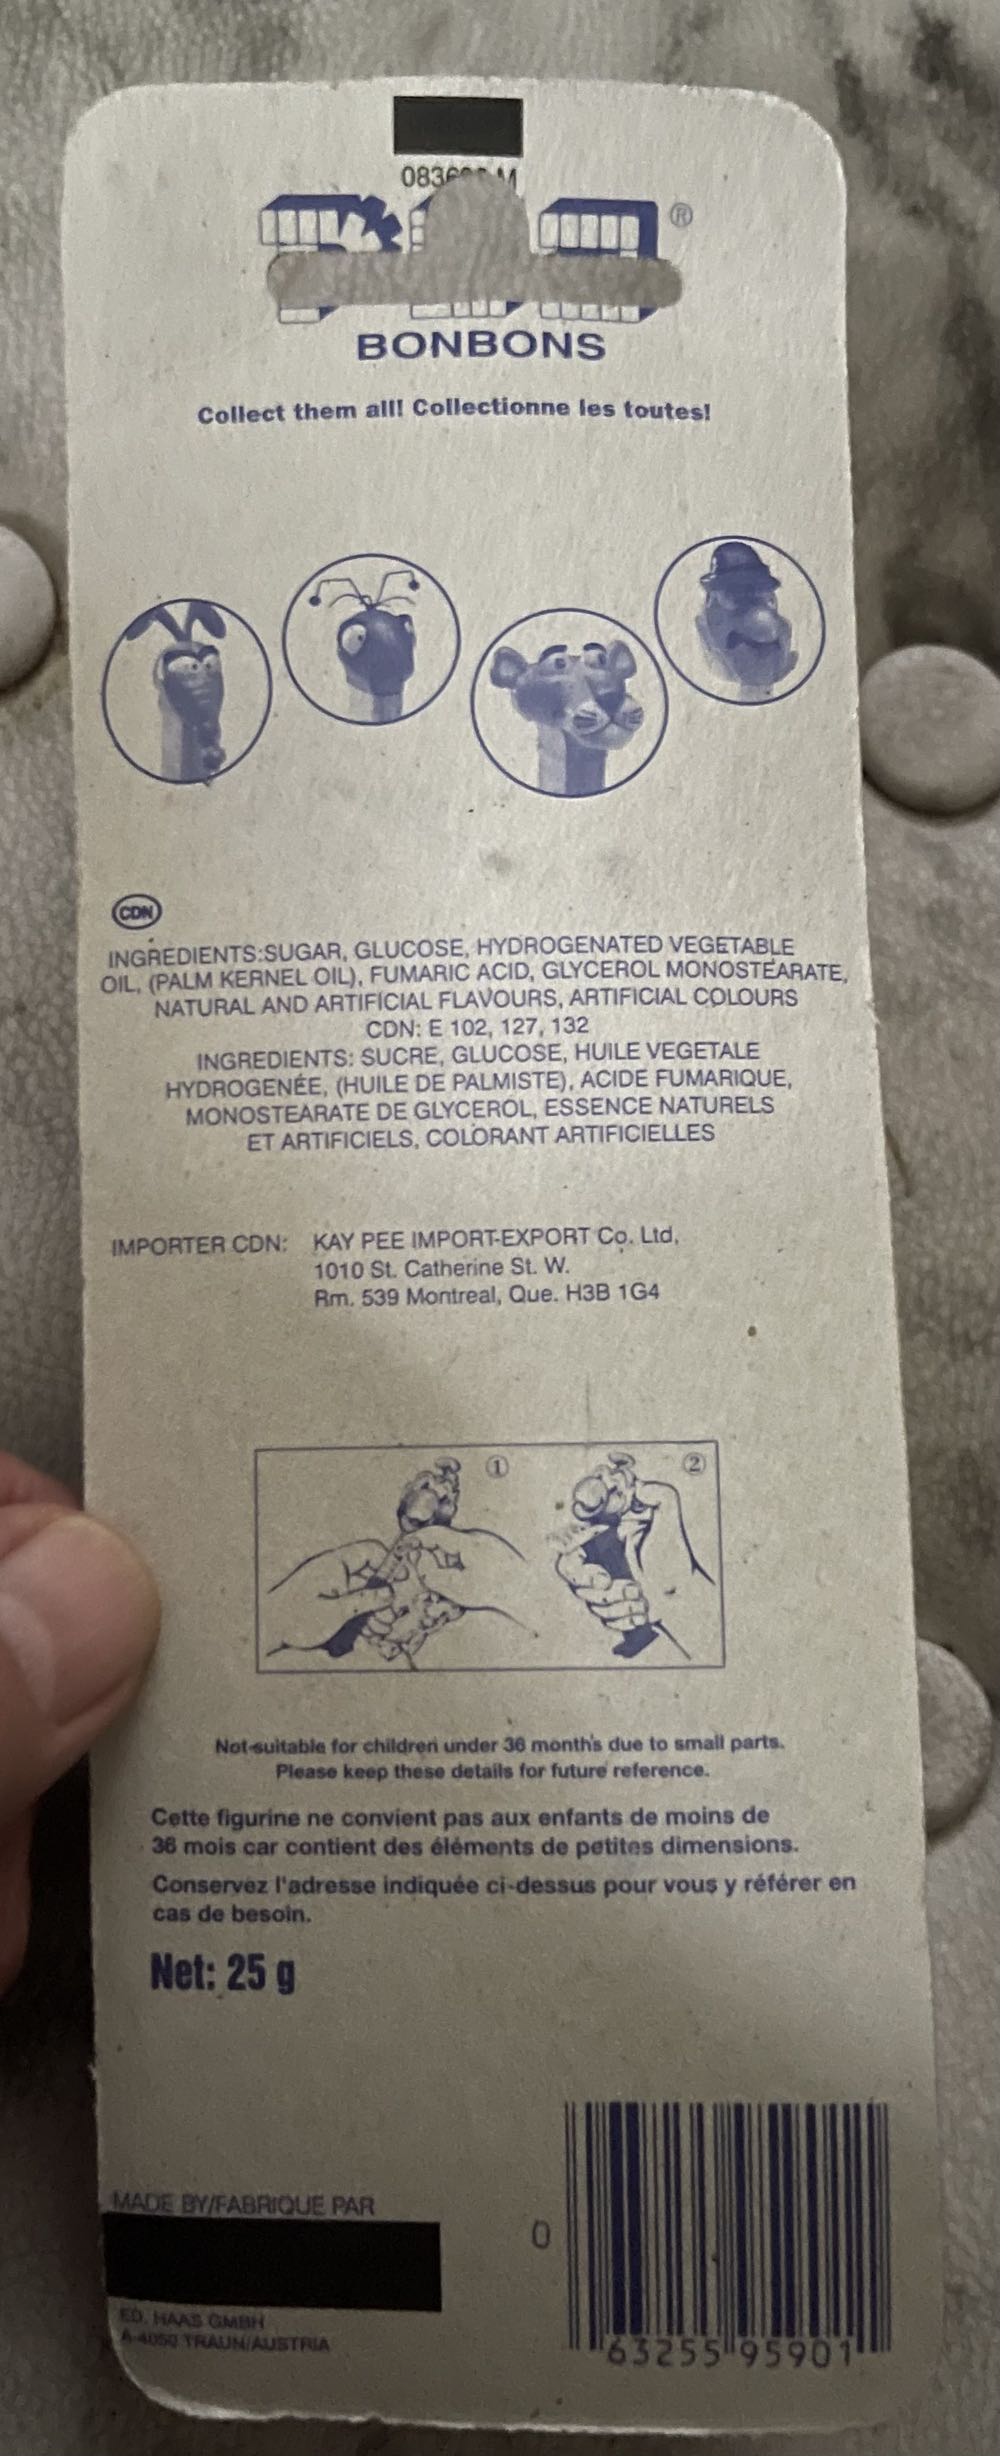 ®
BONBONS
Collect them all! Collectionne les toutes!
CDN
INGREDIENTS:SUGAR, GLUCOSE, HYDROGENATED VEGETABLE
OIL, (PALM KERNEL OIL), FUMARIC ACID, GLYCEROL MONOSTEARATE,
NATURAL AND ARTIFICIAL FLAVOURS, ARTIFICIAL COLOURS
CDN: E 102, 127, 132
INGREDIENTS: SUCRE, GLUCOSE, HUILE VEGETALE
HYDROGENÉE, (HUILE DE PALMISTE), ACIDE FUMARIQUE,
MONOSTEARATE DE GLYCEROL, ESSENCE NATURELS
ET ARTIFICIELS, COLORANT ARTIFICIELLES
IMPORTER CDN: KAY PEE IMPORT-EXPORT Co. Ltd,
1010 St. Catherine St. W.
Rm. 539 Montreal, Que. H3B 1G4
1 2
Not suitable for children under 36 months due to small parts.
Please keep these details for future reference.
Cette figurine ne convient pas aux enfants de moins de
36 mois car contient des éléments de petites dimensions.
Conservez l'adresse indiquée ci-dessus pour vous y référer en
cas de besoin.
Net: 25 g
MADE BY/FABRIQUE PAR
ED. HAAS GMBH
A-4050 TRAUN/AUSTRIA
0 63255 95901